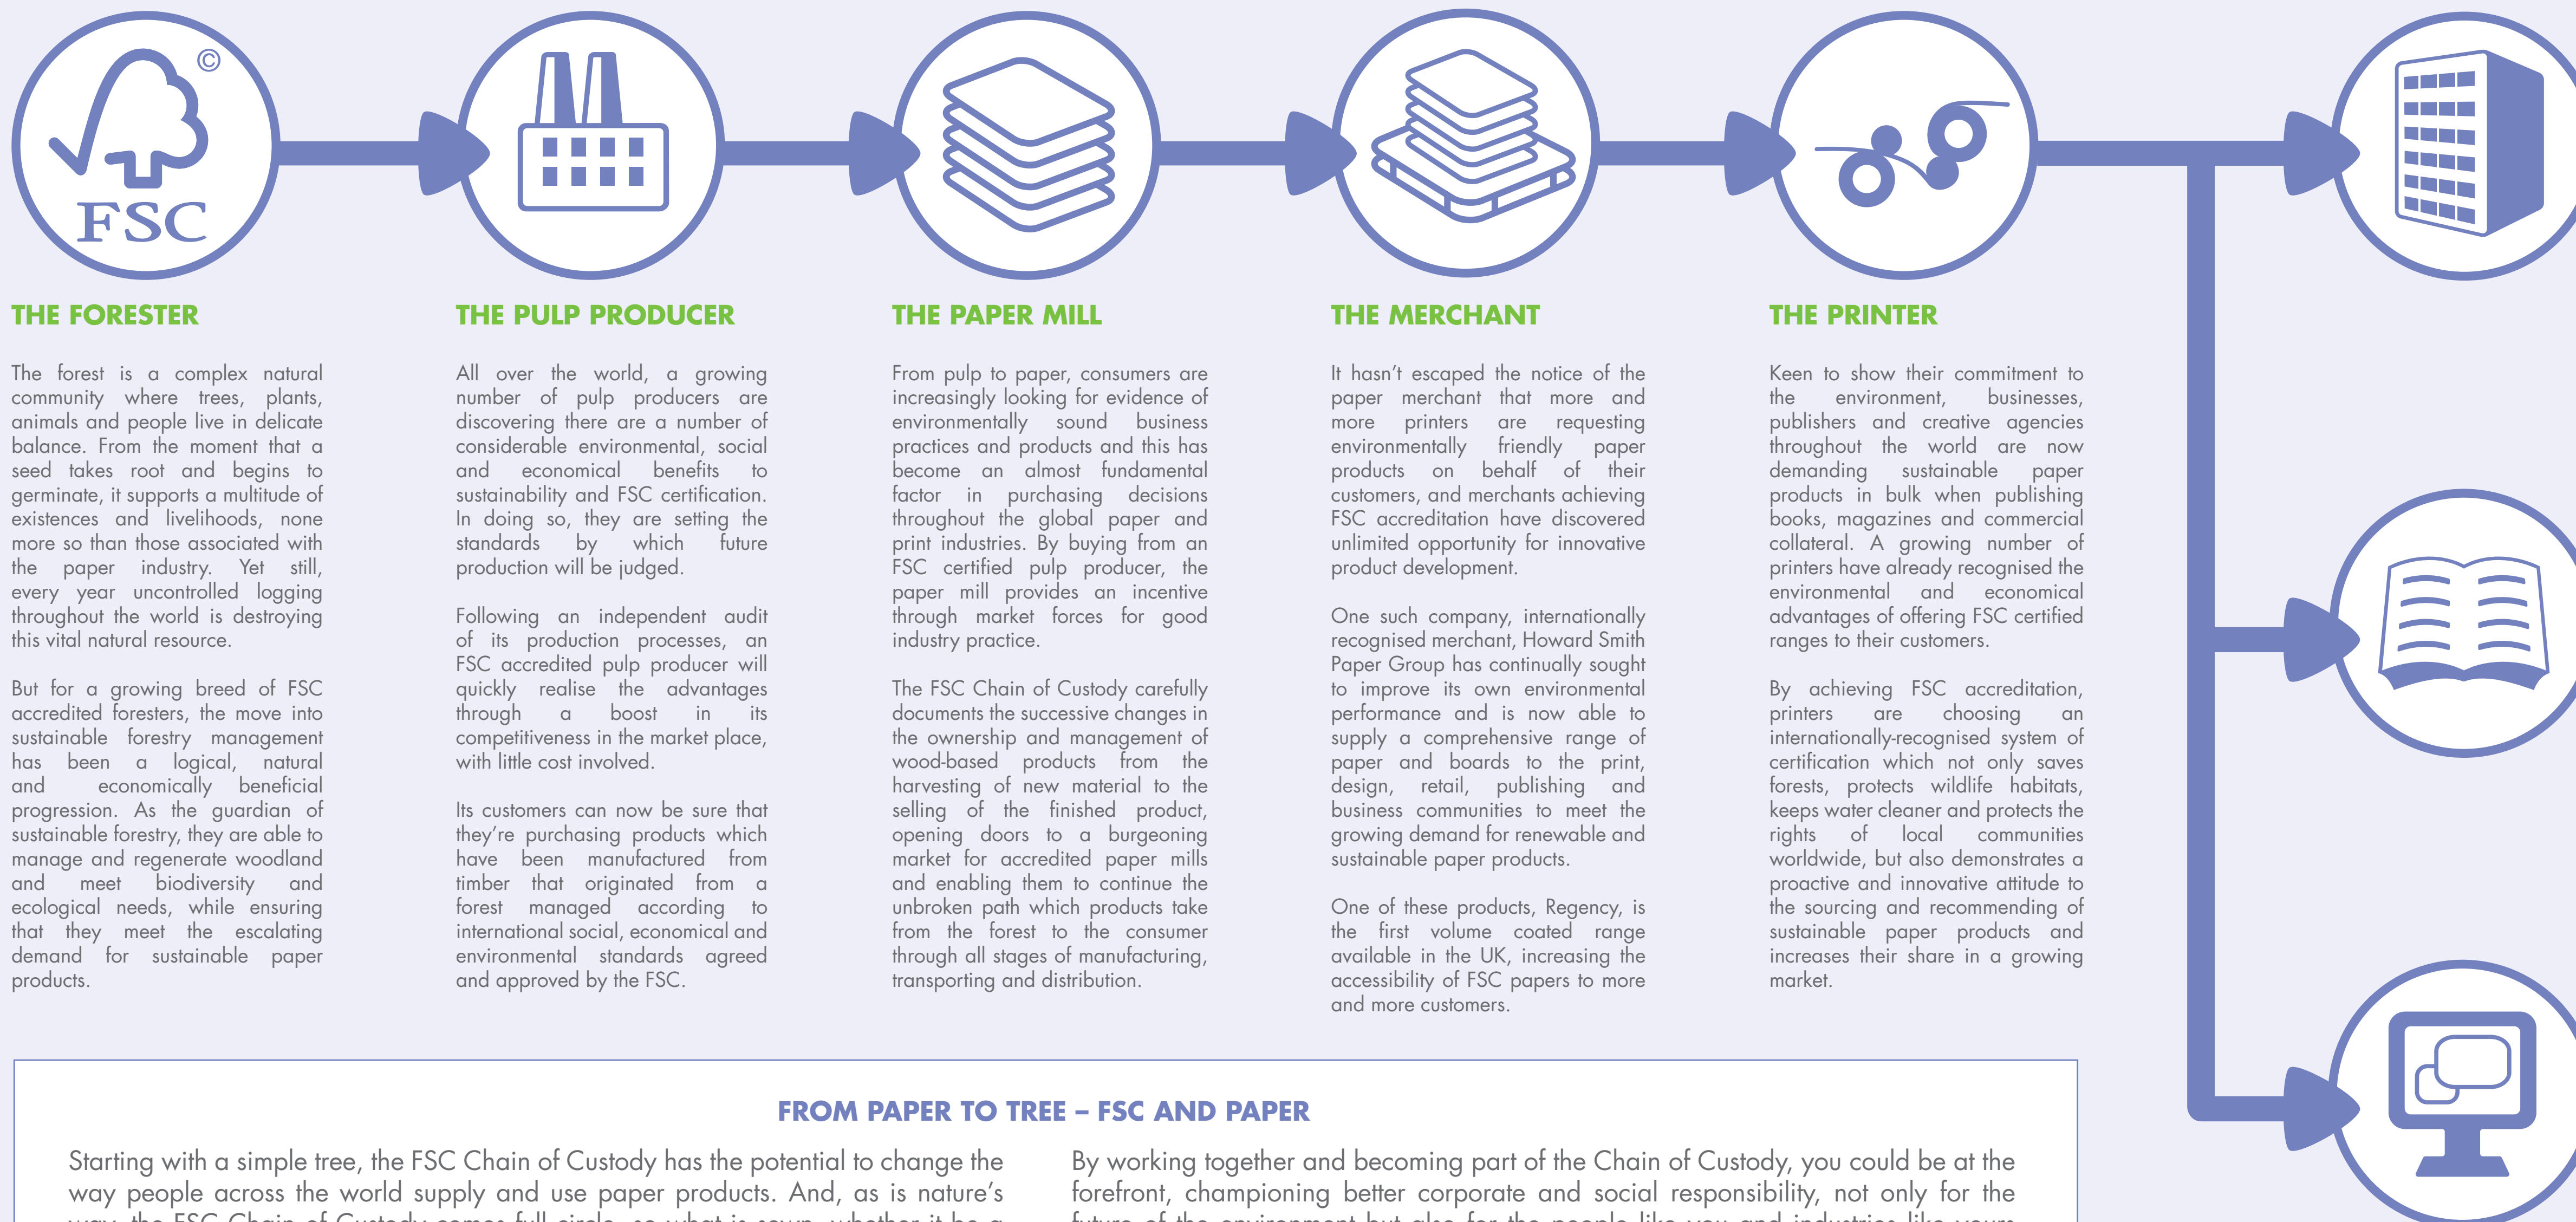 ©
FSC
THE FORESTER
The forest is a complex natural
community where trees, plants,
animals and people live in delicate
balance. From the moment that a
seed takes root and begins to
germinate, it supports a multitude of
existences and livelihoods, none
more so than those associated with
the paper industry. Yet still,
every year uncontrolled logging
throughout the world is destroying
this vital natural resource.
But for a growing breed of FSC
accredited foresters, the move into
sustainable forestry management
has been a logical, natural
and economically beneficial
progression. As the guardian of
sustainable forestry, they are able to
manage and regenerate woodland
and meet biodiversity and
ecological needs, while ensuring
that they meet the escalating
demand for sustainable paper
products.
THE PULP PRODUCER
All over the world, a growing
number of pulp producers are
discovering there are a number of
considerable environmental, social
and economical benefits to
sustainability and FSC certification.
In doing so, they are setting the
standards by which future
production will be judged.
Following an independent audit
of its production processes, an
FSC accredited pulp producer will
quickly realise the advantages
through a boost in its
competitiveness in the market place,
with little cost involved.
Its customers can now be sure that
they're purchasing products which
have been manufactured from
timber that originated from a
forest managed according to
international social, economical and
environmental standards agreed
and approved by the FSC.
THE PAPER MILL
From pulp to paper, consumers are
increasingly looking for evidence of
environmentally sound business
practices and products and this has
become an almost fundamental
factor in purchasing decisions
throughout the global paper and
print industries. By buying from an
FSC certified pulp producer, the
paper mill provides an incentive
through market forces for good
industry practice.
The FSC Chain of Custody carefully
documents the successive changes in
the ownership and management of
wood-based products from the
harvesting of new material to the
selling of the finished product,
opening doors to a burgeoning
market for accredited paper mills
and enabling them to continue the
unbroken path which products take
from the forest to the consumer
through all stages of manufacturing,
transporting and distribution.
THE MERCHANT
It hasn't escaped the notice of the
paper merchant that more and
more printers are requesting
environmentally friendly paper
products on behalf of their
customers, and merchants achieving
FSC accreditation have discovered
unlimited opportunity for innovative
product development.
One such company, internationally
recognised merchant, Howard Smith
Paper Group has continually sought
to improve its own environmental
performance and is now able to
supply a comprehensive range of
paper and boards to the print,
design, retail, publishing and
business communities to meet the
growing demand for renewable and
sustainable paper products.
One of these products, Regency, is
the first volume coated range
available in the UK, increasing the
accessibility of FSC papers to more
and more customers.
THE PRINTER
Keen to show their commitment to
the environment, businesses,
publishers and creative agencies
throughout the world are now
demanding sustainable paper
products in bulk when publishing
books, magazines and commercial
collateral. A growing number of
printers have already recognised the
environmental and economical
advantages of offering FSC certified
ranges to their customers.
By achieving FSC accreditation,
printers are choosing an
internationally-recognised system of
certification which not only saves
forests, protects wildlife habitats,
keeps water cleaner and protects the
rights of local communities
worldwide, but also demonstrates a
proactive and innovative attitude to
the sourcing and recommending of
sustainable paper products and
increases their share in a growing
market.
FROM PAPER TO TREE – FSC AND PAPER
Starting with a simple tree, the FSC Chain of Custody has the potential to change the
way people across the world supply and use paper products. And, as is nature's
way, the FSC Chain of Custody comes full circle, so what is sown, whether it be a
By working together and becoming part of the Chain of Custody, you could be at the
forefront, championing better corporate and social responsibility, not only for the
future of the environment but also for the people like you and industries like yours